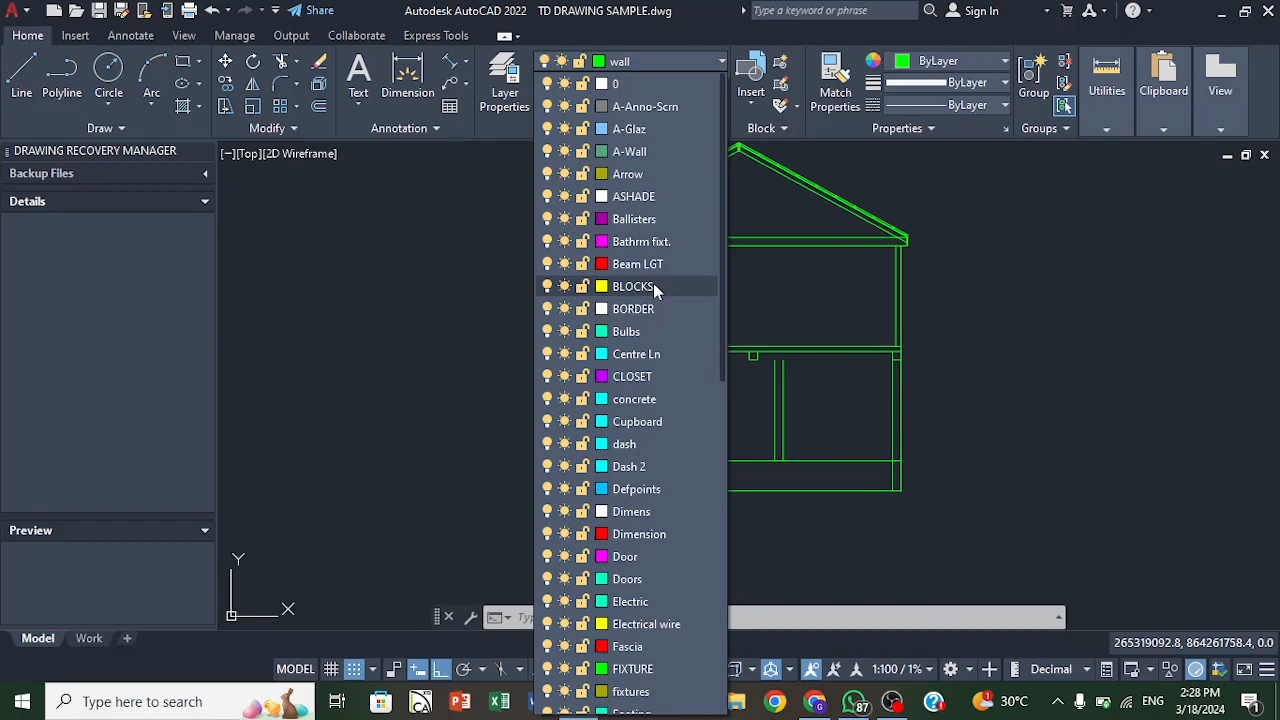 Share
Autodesk AutoCAD 2022 TD DRAWING SAMPLE.dwg
Type a keyword or phrase
Sign In
Home Insert Annotate View Manage Output Collaborate Express Tools
Line Polyline Circle Arc
Text Dimension
Layer
Properties
Insert
Match
Properties
ByLayer
ByLayer
ByLayer
Group
Utilities Clipboard View
Draw Modify Annotation Block Properties Groups
wall
0
A-Anno-Scrn
A-Glaz
A-Wall
Arrow
ASHADE
Ballisters
Bathrm fixt.
Beam LGT
BLOCKS
BORDER
Bulbs
Centre Ln
CLOSET
concrete
Cupboard
dash
Dash 2
Defpoints
Dimens
Dimension
Door
Doors
Electric
Electrical wire
Fascia
FIXTURE
fixtures
DRAWING RECOVERY MANAGER
Backup Files
Details
Preview
[−][Top][2D Wireframe]
Y
X
Model Work +
265319092.8, 864261758.4, 0.0
MODEL
1:100 / 1%
Decimal
Type here to search
87
30°C
2:28 PM
3/18/2024